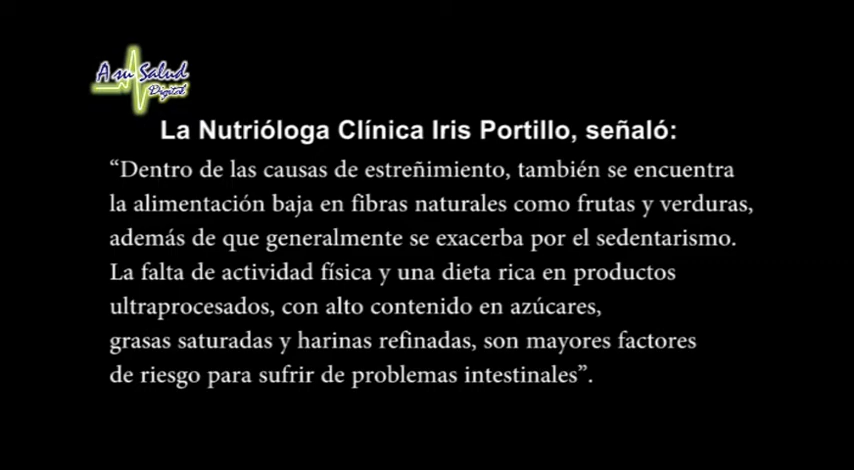 A su Salud
Digital
La Nutrióloga Clínica Iris Portillo, señaló:
“Dentro de las causas de estreñimiento, también se encuentra
la alimentación baja en fibras naturales como frutas y verduras,
además de que generalmente se exacerba por el sedentarismo.
La falta de actividad física y una dieta rica en productos
ultraprocesados, con alto contenido en azúcares,
grasas saturadas y harinas refinadas, son mayores factores
de riesgo para sufrir de problemas intestinales”.